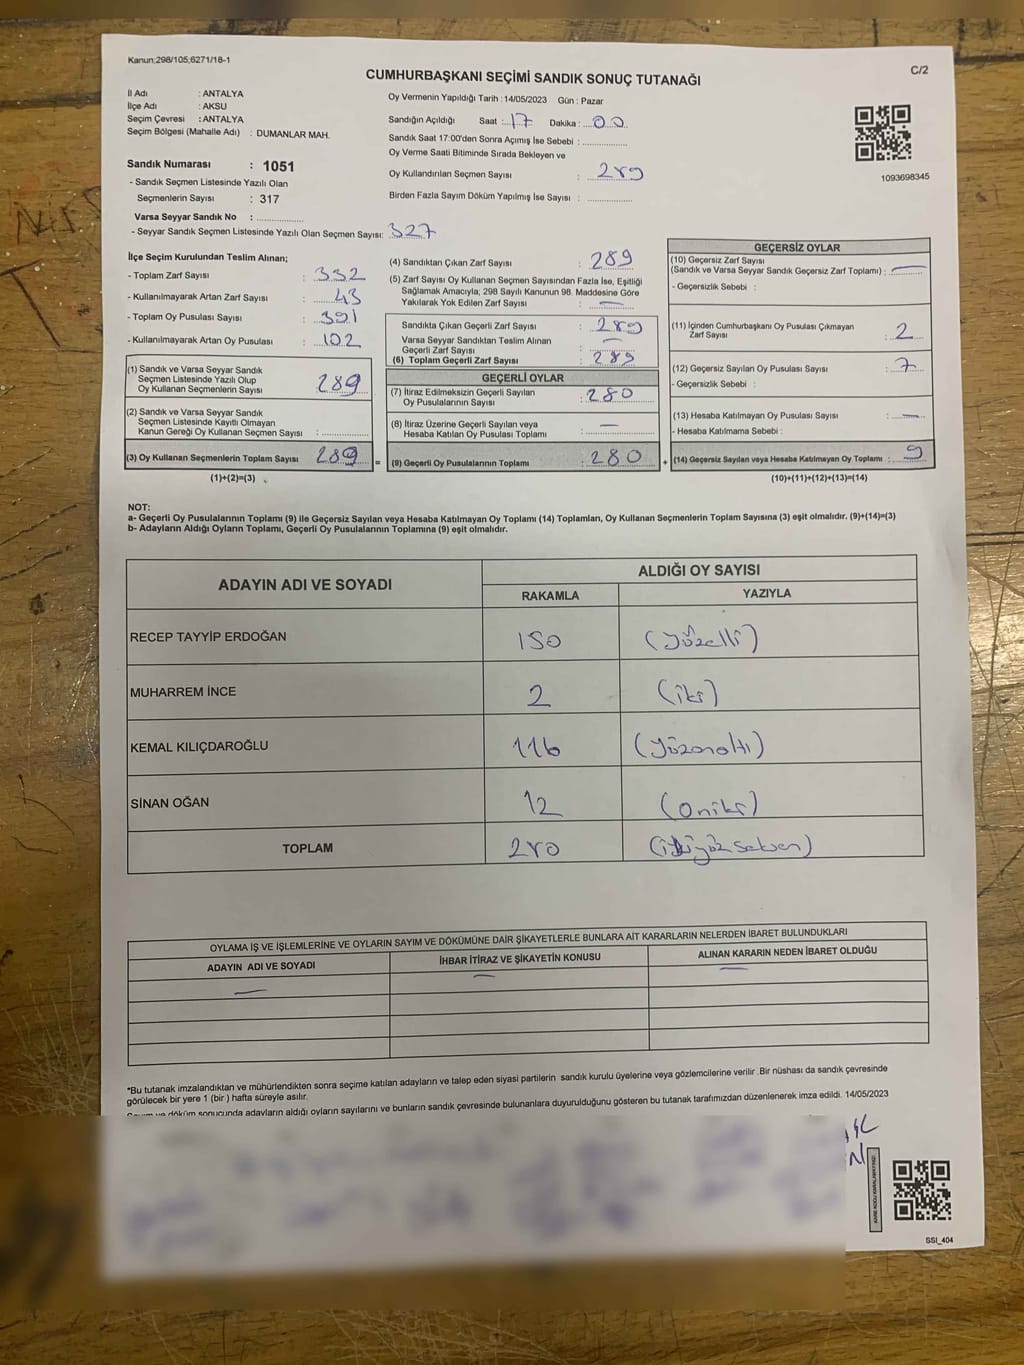 Kanun;298/105,6271/18-1
C/2
CUMHURBAŞKANI SEÇİMİ SANDIK SONUÇ TUTANAĞI
İl Adı : ANTALYA
İlçe Adı : AKSU
Seçim Çevresi : ANTALYA
Seçim Bölgesi (Mahalle Adı) : DUMANLAR MAH.
Sandık Numarası : 1051
- Sandık Seçmen Listesinde Yazılı Olan
Seçmenlerin Sayısı : 317
Varsa Seyyar Sandık No :
- Seyyar Sandık Seçmen Listesinde Yazılı Olan Seçmen Sayısı: 327
Oy Vermenin Yapıldığı Tarih : 14/05/2023 Gün : Pazar
Sandığın Açıldığı Saat : 17 Dakika : 00
Sandık Saat 17:00'den Sonra Açımış İse Sebebi :
Oy Verme Saati Bitiminde Sırada Bekleyen ve
Oy Kullandırılan Seçmen Sayısı : 289
Birden Fazla Sayım Döküm Yapılmış İse Sayısı :
1093698345
İlçe Seçim Kurulundan Teslim Alınan;
- Toplam Zarf Sayısı : 332
- Kullanılmayarak Artan Zarf Sayısı : 43
- Toplam Oy Pusulası Sayısı : 391
- Kullanılmayarak Artan Oy Pusulası : 102
(1) Sandık ve Varsa Seyyar Sandık
Seçmen Listesinde Yazılı Olup
Oy Kullanan Seçmenlerin Sayısı : 289
(2) Sandık ve Varsa Seyyar Sandık
Seçmen Listesinde Kayıtlı Olmayan
Kanun Gereği Oy Kullanan Seçmen Sayısı :
(3) Oy Kullanan Seçmenlerin Toplam Sayısı 289 =
(1)+(2)=(3)
(4) Sandıktan Çıkan Zarf Sayısı : 289
(5) Zarf Sayısı Oy Kullanan Seçmen Sayısından Fazla İse, Eşitliği
Sağlamak Amacıyla; 298 Sayılı Kanunun 98. Maddesine Göre
Yakılarak Yok Edilen Zarf Sayısı : —
Sandıkta Çıkan Geçerli Zarf Sayısı : 289
Varsa Seyyar Sandıktan Teslim Alınan
Geçerli Zarf Sayısı : —
(6) Toplam Geçerli Zarf Sayısı : 289
GEÇERLİ OYLAR
(7) İtiraz Edilmeksizin Geçerli Sayılan
Oy Pusulalarının Sayısı : 280
(8) İtiraz Üzerine Geçerli Sayılan veya
Hesaba Katılan Oy Pusulası Toplamı : —
(9) Geçerli Oy Pusulalarının Toplamı : 280 +
GEÇERSİZ OYLAR
(10) Geçersiz Zarf Sayısı
(Sandık ve Varsa Seyyar Sandık Geçersiz Zarf Toplamı) : —
- Geçersizlik Sebebi :
(11) İçinden Cumhurbaşkanı Oy Pusulası Çıkmayan
Zarf Sayısı : 2
(12) Geçersiz Sayılan Oy Pusulası Sayısı : 7
- Geçersizlik Sebebi :
(13) Hesaba Katılmayan Oy Pusulası Sayısı : —
- Hesaba Katılmama Sebebi :
(14) Geçersiz Sayılan veya Hesaba Katılmayan Oy Toplamı : 9
(10)+(11)+(12)+(13)=(14)
NOT:
a- Geçerli Oy Pusulalarının Toplamı (9) ile Geçersiz Sayılan veya Hesaba Katılmayan Oy Toplamı (14) Toplamları, Oy Kullanan Seçmenlerin Toplam Sayısına (3) eşit olmalıdır. (9)+(14)=(3)
b- Adayların Aldığı Oyların Toplamı, Geçerli Oy Pusulalarının Toplamına (9) eşit olmalıdır.
ADAYIN ADI VE SOYADI
ALDIĞI OY SAYISI
RAKAMLA YAZIYLA
RECEP TAYYİP ERDOĞAN 150 (Yüzelli)
MUHARREM İNCE 2 (iki)
KEMAL KILIÇDAROĞLU 116 (Yüzonaltı)
SİNAN OĞAN 12 (Oniki)
TOPLAM 280 (ikiyüzseksen)
OYLAMA İŞ VE İŞLEMLERİNE VE OYLARIN SAYIM VE DÖKÜMÜNE DAİR ŞİKAYETLERLE BUNLARA AİT KARARLARIN NELERDEN İBARET BULUNDUKLARI
ADAYIN ADI VE SOYADI İHBAR İTİRAZ VE ŞİKAYETİN KONUSU ALINAN KARARIN NEDEN İBARET OLDUĞU
— — —
*Bu tutanak imzalandıktan ve mühürlendikten sonra seçime katılan adayların ve talep eden siyasi partilerin sandık kurulu üyelerine veya gözlemcilerine verilir .Bir nüshası da sandık çevresinde
görülecek bir yere 1 (bir ) hafta süreyle asılır.
ve döküm sonucunda adayların aldığı oyların sayılarını ve bunların sandık çevresinde bulunanlara duyurulduğunu gösteren bu tutanak tarafımızdan düzenlenerek imza edildi. 14/05/2023
SSI_404